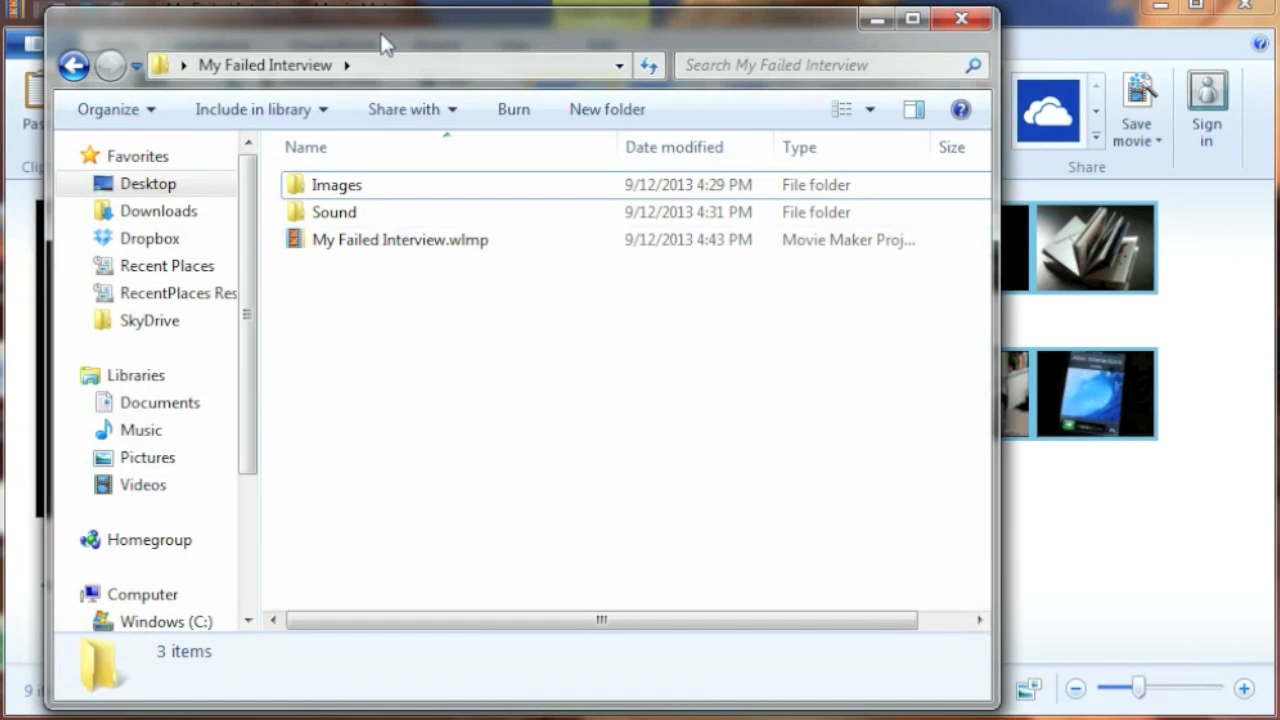 My Failed Interview
Search My Failed Interview
Organize
Include in library
Share with
Burn
New folder
Name
Date modified
Type
Size
Favorites
Desktop
Downloads
Dropbox
Recent Places
RecentPlaces Res
SkyDrive
Libraries
Documents
Music
Pictures
Videos
Homegroup
Computer
Windows (C:)
Images 9/12/2013 4:29 PM File folder
Sound 9/12/2013 4:31 PM File folder
My Failed Interview.wlmp 9/12/2013 4:43 PM Movie Maker Proj...
3 items
Save movie
Sign in
Share